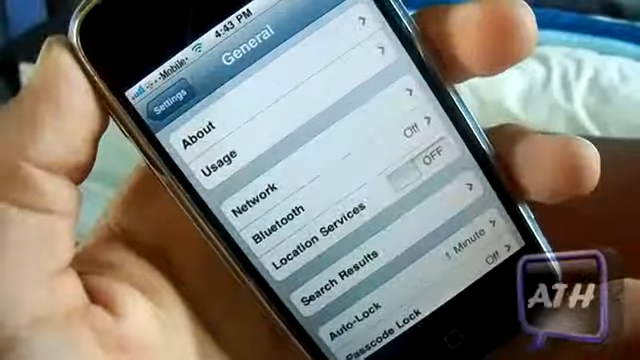 ...Mobile 4:43 PM
Settings
General
About
Usage
Network
Bluetooth Off
Location Services OFF
Search Results
Auto-Lock 1 Minute
Passcode Lock Off
ATH